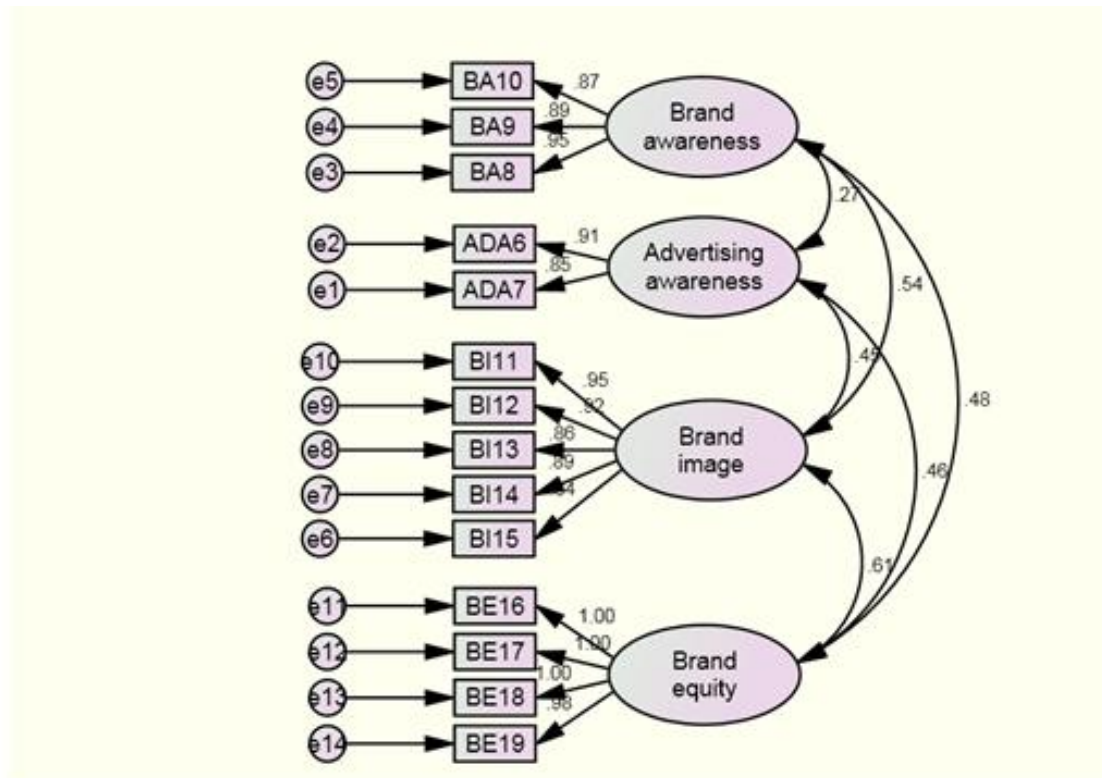 e5
BA10
.87
Brand
awareness
e4
BA9
.89
e3
BA8
.95
.27
e2
ADA6
.91
Advertising
awareness
e1
ADA7
.85
.54
.45
.48
e10
BI11
.95
e9
BI12
.92
e8
BI13
.86
Brand
image
e7
BI14
.89
e6
BI15
.46
.61
e11
BE16
1.00
e12
BE17
1.00
Brand
equity
e13
BE18
1.00
e14
BE19
.98